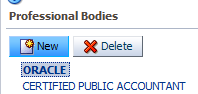 Professional Bodies
New Delete
ORACLE
CERTIFIED PUBLIC ACCOUNTANT